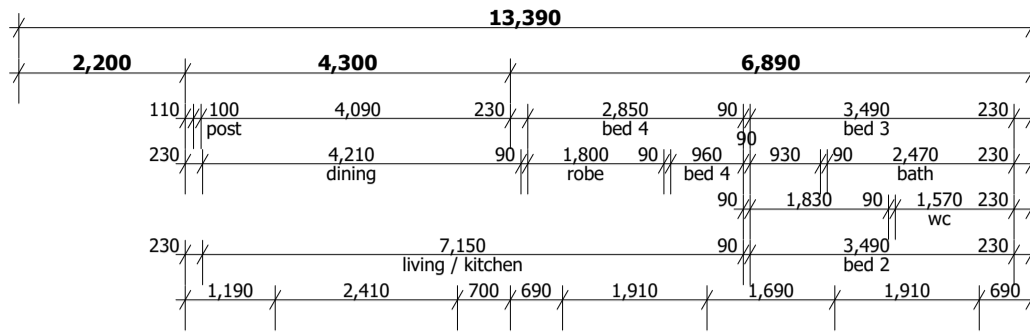 13,390
2,200 4,300 6,890
110 100 4,090 230 2,850 90 3,490 230
post bed 4 bed 3
90
230 4,210 90 1,800 90 960 930 90 2,470 230
dining robe bed 4 bath
90 1,830 90 1,570 230
wc
230 7,150 90 3,490 230
living / kitchen bed 2
1,190 2,410 700 690 1,910 1,690 1,910 690